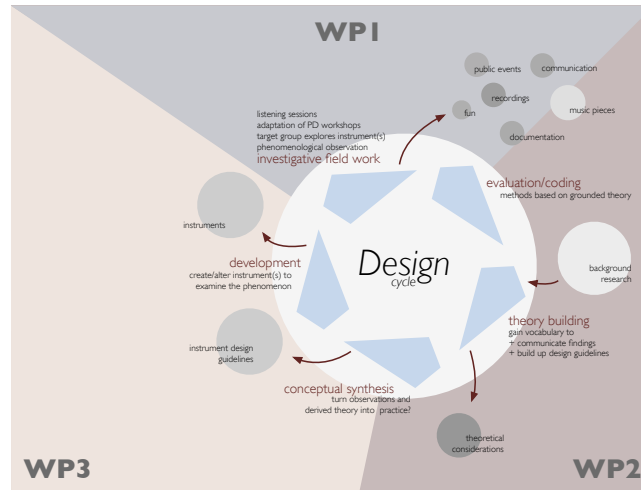 WP1
public events
communication
recordings
fun
music pieces
documentation
listening sessions
adaptation of PD workshops
target group explores instrument(s)
phenomenological observation
investigative field work
evaluation/coding
methods based on grounded theory
instruments
development
create/alter instrument(s) to
examine the phenomenon
Design
cycle
background
research
theory building
gain vocabulary to
+ communicate findings
+ build up design guidelines
instrument design
guidelines
conceptual synthesis
turn observations and
derived theory into practice?
theoretical
considerations
WP3
WP2